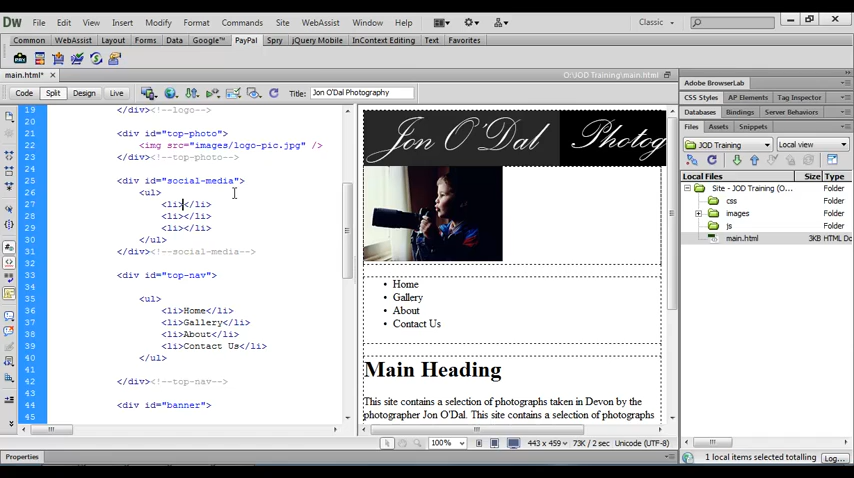 DW File Edit View Insert Modify Format Commands Site WebAssist Window Help Classic
Common WebAssist Layout Forms Data Google™ PayPal Spry jQuery Mobile InContext Editing Text Favorites
main.html* × O:\JOD Training\main.html
Code Split Design Live Title: Jon O'Dal Photography
19 </div><!--logo-->
20
21 <div id="top-photo">
22 <img src="images/logo-pic.jpg" />
23 </div><!--top-photo-->
24
25 <div id="social-media">
26 <ul>
27 <li></li>
28 <li></li>
29 <li></li>
30 </ul>
31 </div><!--social-media-->
32
33 <div id="top-nav">
34
35 <ul>
36 <li>Home</li>
37 <li>Gallery</li>
38 <li>About</li>
39 <li>Contact Us</li>
40 </ul>
41
42 </div><!--top-nav-->
43
44 <div id="banner">
45
Jon O'Dal Photog
• Home
• Gallery
• About
• Contact Us
Main Heading
This site contains a selection of photographs taken in Devon by the
photographer Jon O'Dal. This site contains a selection of photographs
100% 443 x 459 73K / 2 sec Unicode (UTF-8)
Properties
Adobe BrowserLab
CSS Styles AP Elements Tag Inspector
Databases Bindings Server Behaviors
Files Assets Snippets
JOD Training Local view
Local Files Size Type
Site - JOD Training (O... Folder
css Folder
images Folder
js Folder
main.html 3KB HTML Do
1 local items selected totalling Log...